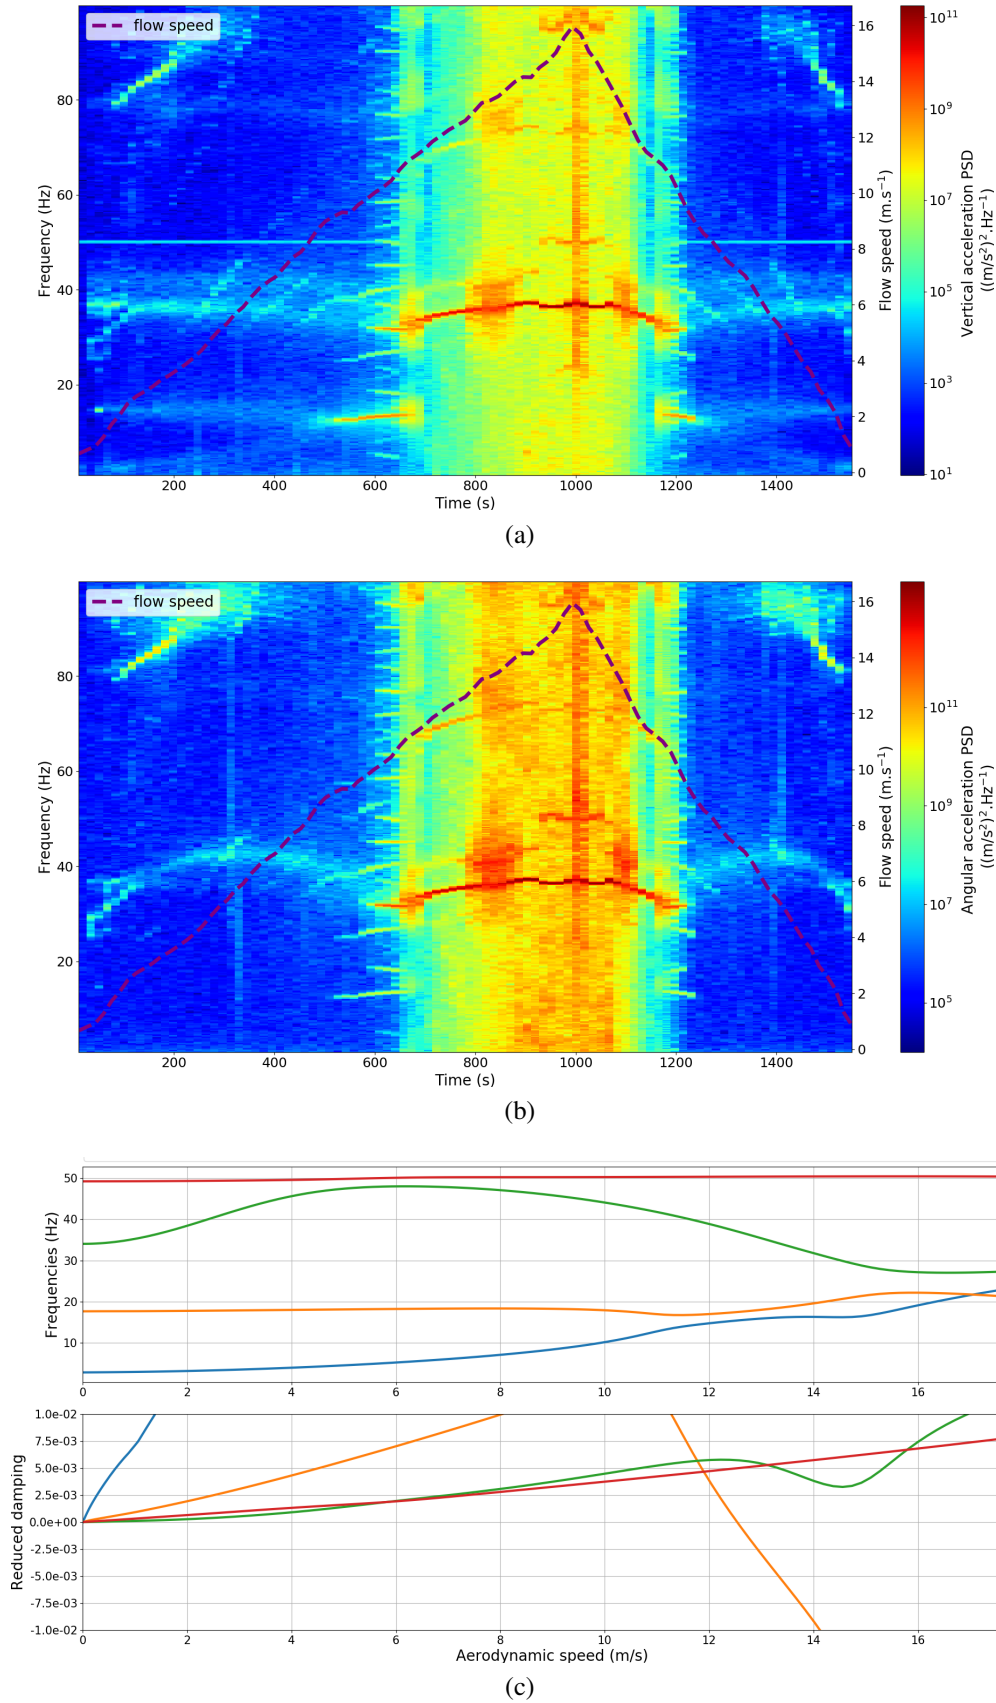 flow speed
80
60
40
20
Frequency (Hz)
200 400 600 800 1000 1200 1400
Time (s)
16
14
12
10
8
6
4
2
0
Flow speed (m.s⁻¹)
10¹¹
10⁹
10⁷
10⁵
10³
10¹
Vertical acceleration PSD
((m/s²)².Hz⁻¹)
(a)
flow speed
80
60
40
20
Frequency (Hz)
200 400 600 800 1000 1200 1400
Time (s)
16
14
12
10
8
6
4
2
0
Flow speed (m.s⁻¹)
10¹¹
10⁹
10⁷
10⁵
Angular acceleration PSD
((m/s²)².Hz⁻¹)
(b)
50
40
30
20
10
Frequencies (Hz)
0 2 4 6 8 10 12 14 16
1.0e-02
7.5e-03
5.0e-03
2.5e-03
0.0e+00
-2.5e-03
-5.0e-03
-7.5e-03
-1.0e-02
Reduced damping
0 2 4 6 8 10 12 14 16
Aerodynamic speed (m/s)
(c)